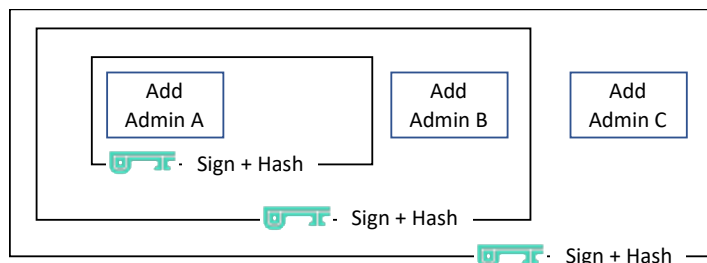 Add
Admin A
Add
Admin B
Add
Admin C
Sign + Hash
Sign + Hash
Sign + Hash